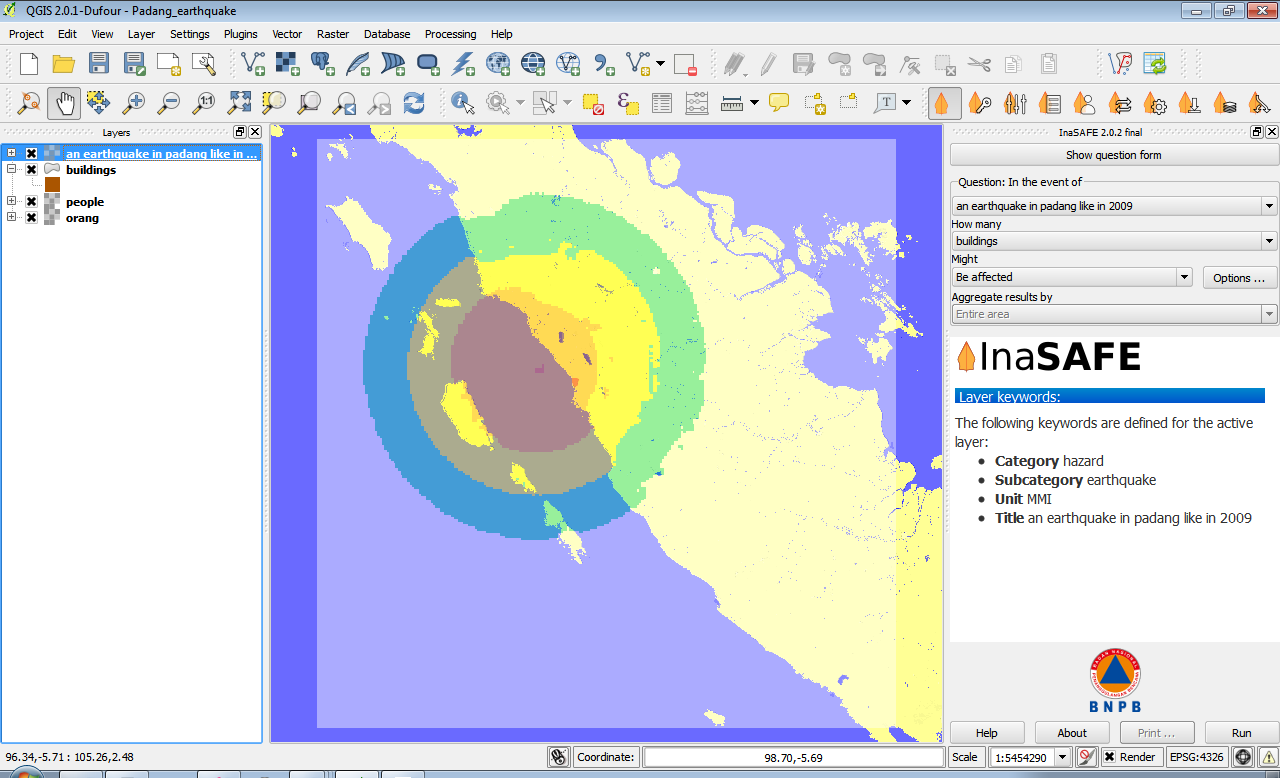 QGIS 2.0.1-Dufour - Padang_earthquake
Project Edit View Layer Settings Plugins Vector Raster Database Processing Help
1:1
T
Layers
InaSAFE 2.0.2 final
an earthquake in padang like in ...
buildings
people
orang
Show question form
Question: In the event of
an earthquake in padang like in 2009
How many
buildings
Might
Be affected
Options ...
Aggregate results by
Entire area
InaSAFE
Layer keywords:
The following keywords are defined for the active
layer:
Category hazard
Subcategory earthquake
Unit MMI
Title an earthquake in padang like in 2009
BNPB
Help About Print ... Run
96.34,-5.71 : 105.26,2.48 Coordinate: 98.70,-5.69 Scale 1:5454290 Render EPSG:4326